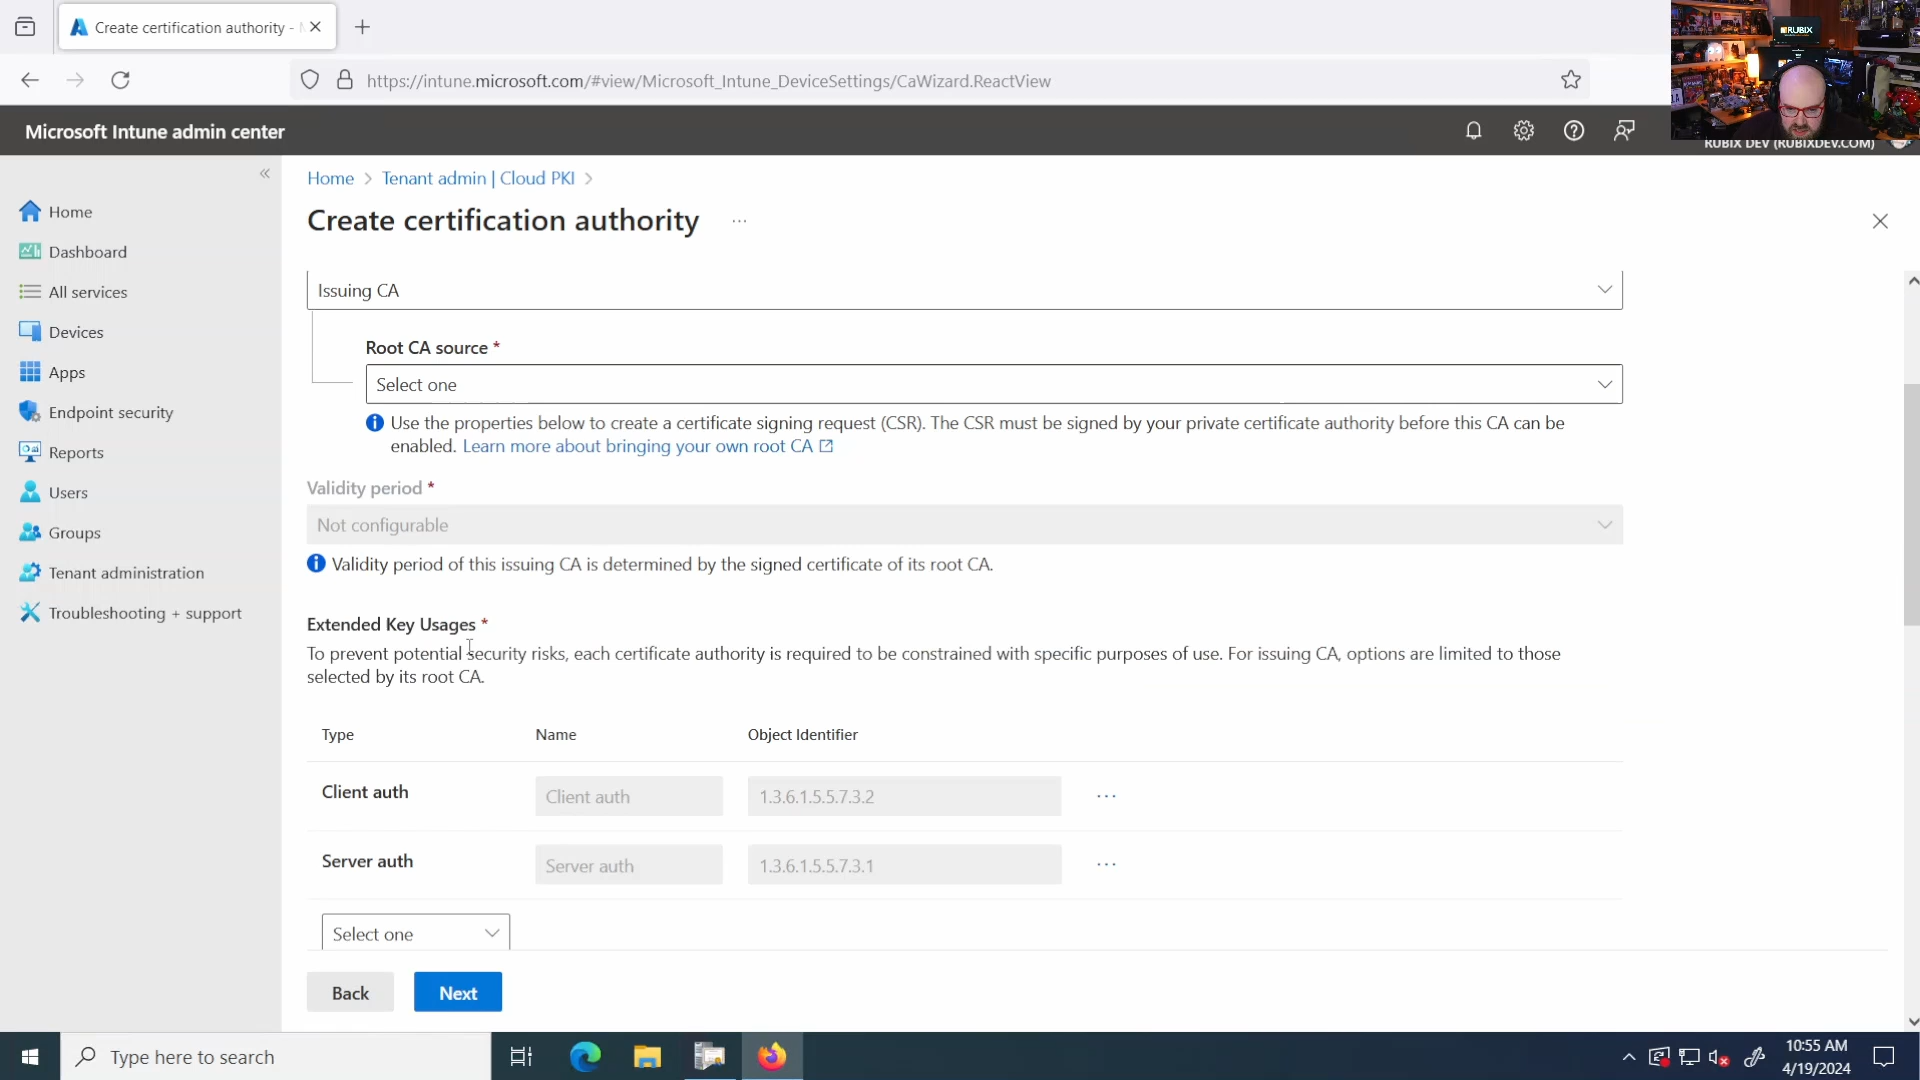 Create certification authority -
https://intune.microsoft.com/#view/Microsoft_Intune_DeviceSettings/CaWizard.ReactView
RUBIX
Microsoft Intune admin center
RUBIX DEV (RUBIXDEV.COM)
Home
Dashboard
All services
Devices
Apps
Endpoint security
Reports
Users
Groups
Tenant administration
Troubleshooting + support
Home > Tenant admin | Cloud PKI >
Create certification authority ...
Issuing CA
Root CA source *
Select one
Use the properties below to create a certificate signing request (CSR). The CSR must be signed by your private certificate authority before this CA can be
enabled. Learn more about bringing your own root CA
Validity period *
Not configurable
Validity period of this issuing CA is determined by the signed certificate of its root CA.
Extended Key Usages *
To prevent potential security risks, each certificate authority is required to be constrained with specific purposes of use. For issuing CA, options are limited to those
selected by its root CA.
Type Name Object Identifier
Client auth Client auth 1.3.6.1.5.5.7.3.2 ...
Server auth Server auth 1.3.6.1.5.5.7.3.1 ...
Select one
Back Next
Type here to search
10:55 AM
4/19/2024